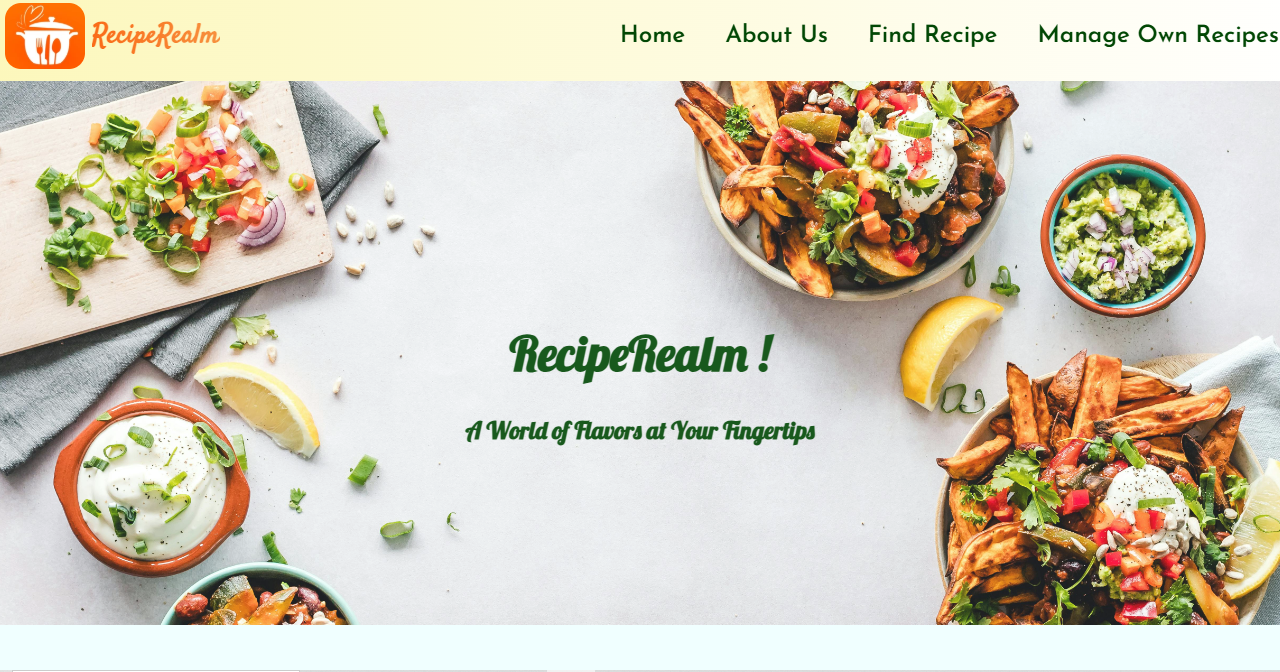 RecipeRealm
Home
About Us
Find Recipe
Manage Own Recipes
RecipeRealm !
A World of Flavors at Your Fingertips